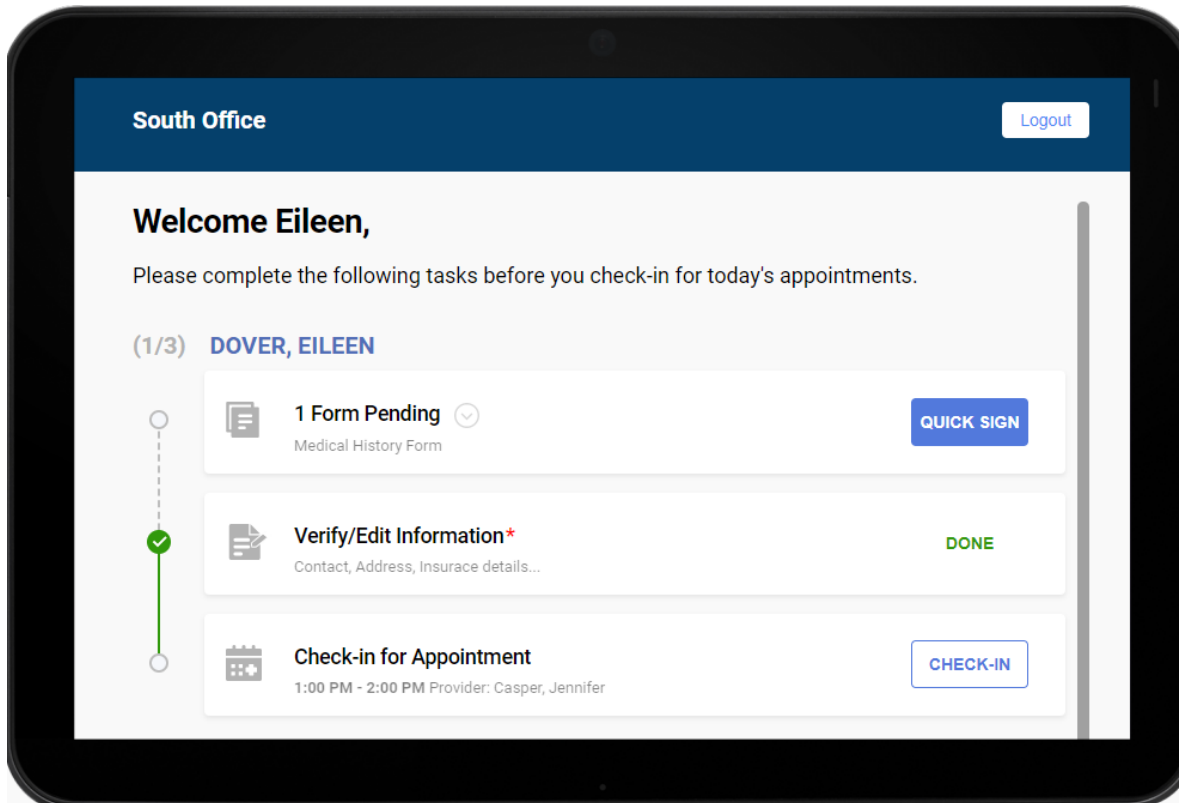 South Office
Logout
Welcome Eileen,
Please complete the following tasks before you check-in for today's appointments.
(1/3) DOVER, EILEEN
1 Form Pending
QUICK SIGN
Medical History Form
Verify/Edit Information*
DONE
Contact, Address, Insurace details...
Check-in for Appointment
CHECK-IN
1:00 PM - 2:00 PM Provider: Casper, Jennifer